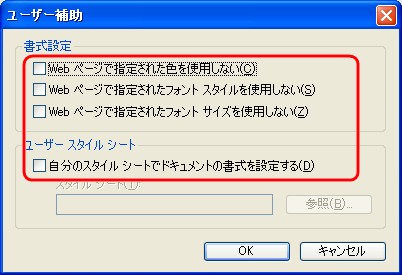 ユーザー補助
書式設定
Web ページで指定された色を使用しない(C)
Web ページで指定されたフォント スタイルを使用しない(S)
Web ページで指定されたフォント サイズを使用しない(Z)
ユーザー スタイル シート
自分のスタイル シートでドキュメントの書式を設定する(D)
スタイル シート(T):
参照(B)...
OK
キャンセル